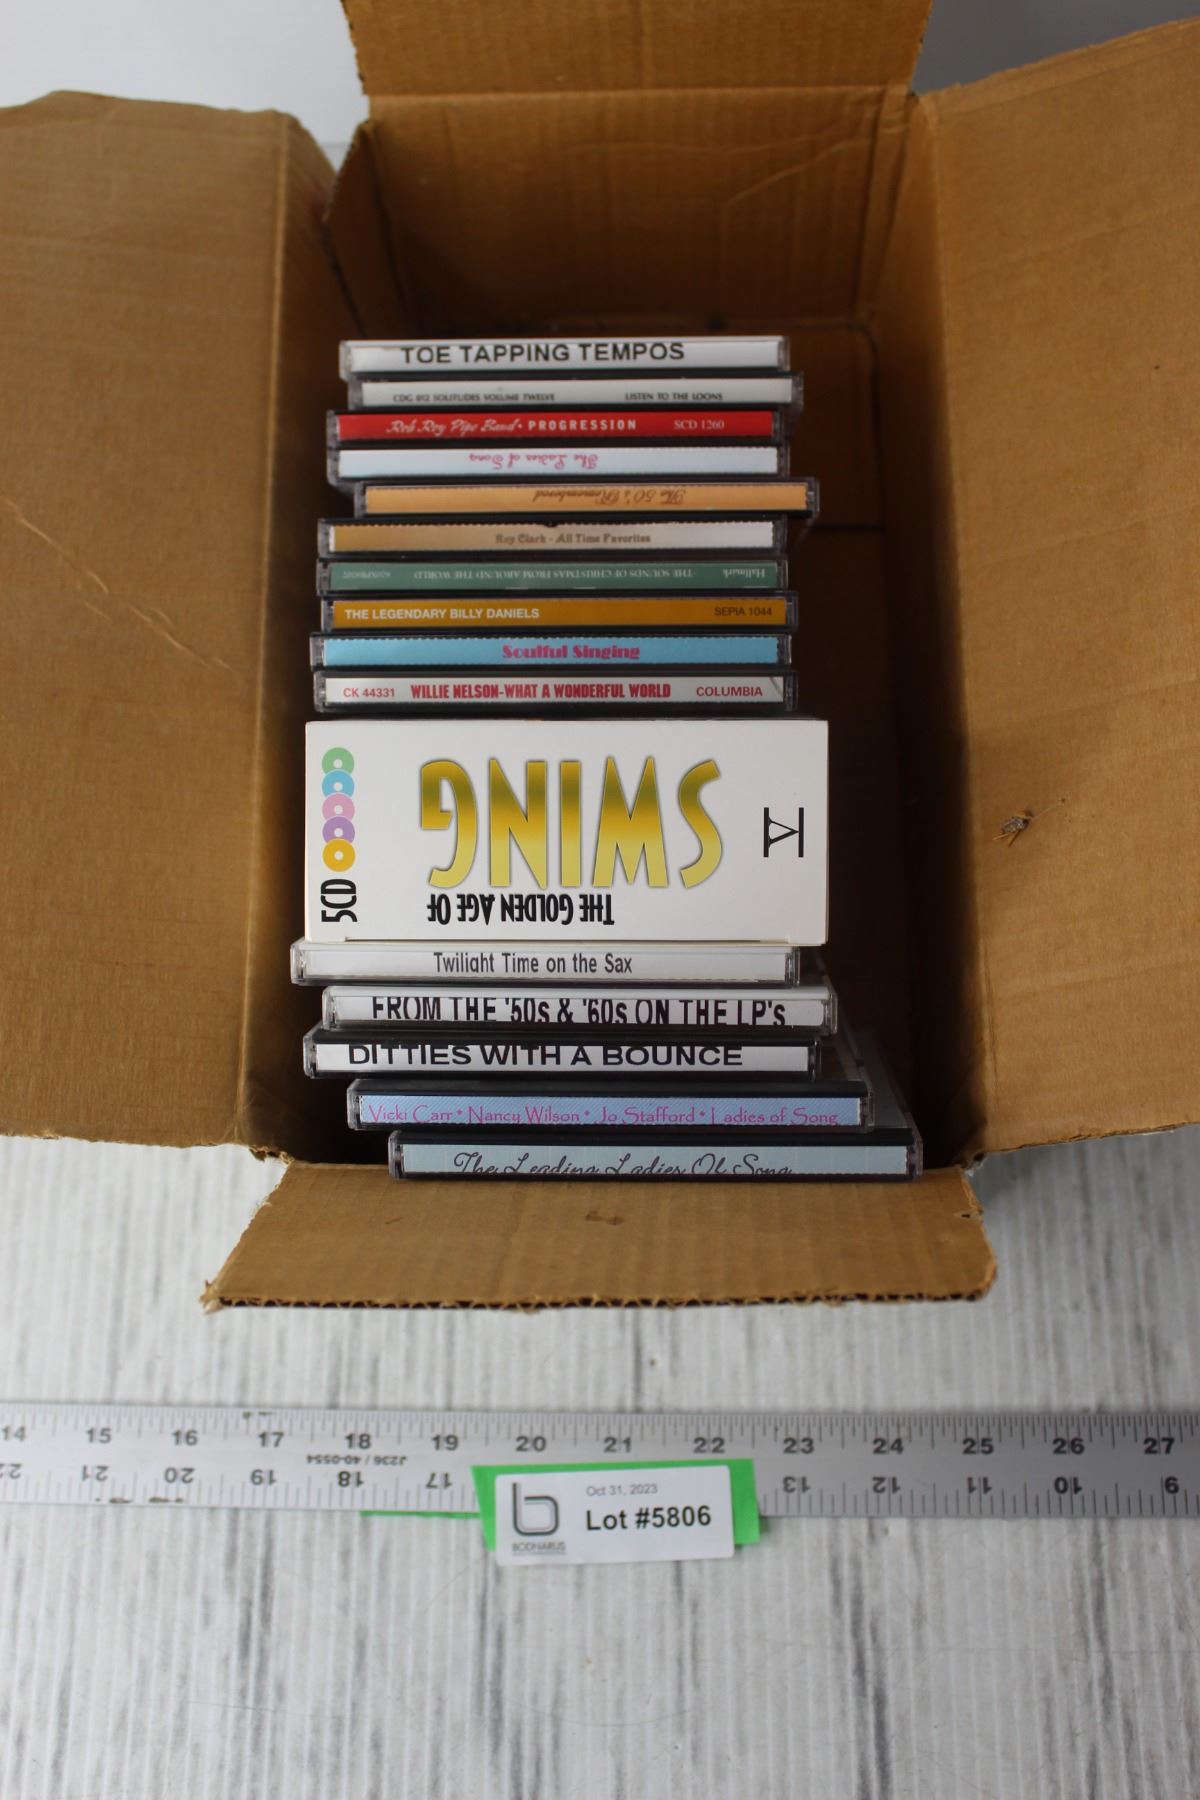 TOE TAPPING TEMPOS
CDG 912 SOLITUDES VOLUME TWELVE LISTEN TO THE LOONS
Rob Roy Pipe Band • PROGRESSION SCD 1260
The Ladies of Song
The 50's Remembered
Roy Clark - All Time Favorites
Hallmark THE SOUNDS OF CHRISTMAS FROM AROUND THE WORLD
THE LEGENDARY BILLY DANIELS SEPIA 1044
Soulful Singing
CK 44331 WILLIE NELSON-WHAT A WONDERFUL WORLD COLUMBIA
THE GOLDEN AGE OF
SWING
5CD
Twilight Time on the Sax
FROM THE '50s & '60s ON THE LP's
DITTIES WITH A BOUNCE
Vicki Carr * Nancy Wilson * Jo Stafford * Ladies of Song
The Leading Ladies Of Song
14 15 16 17 18 19 20 21 22 23 24 25 26 27
J236 / 40-0554
22 21 20 19 18 17 13 12 11 10 9
Oct 31, 2023
Lot #5806
BODNARUS